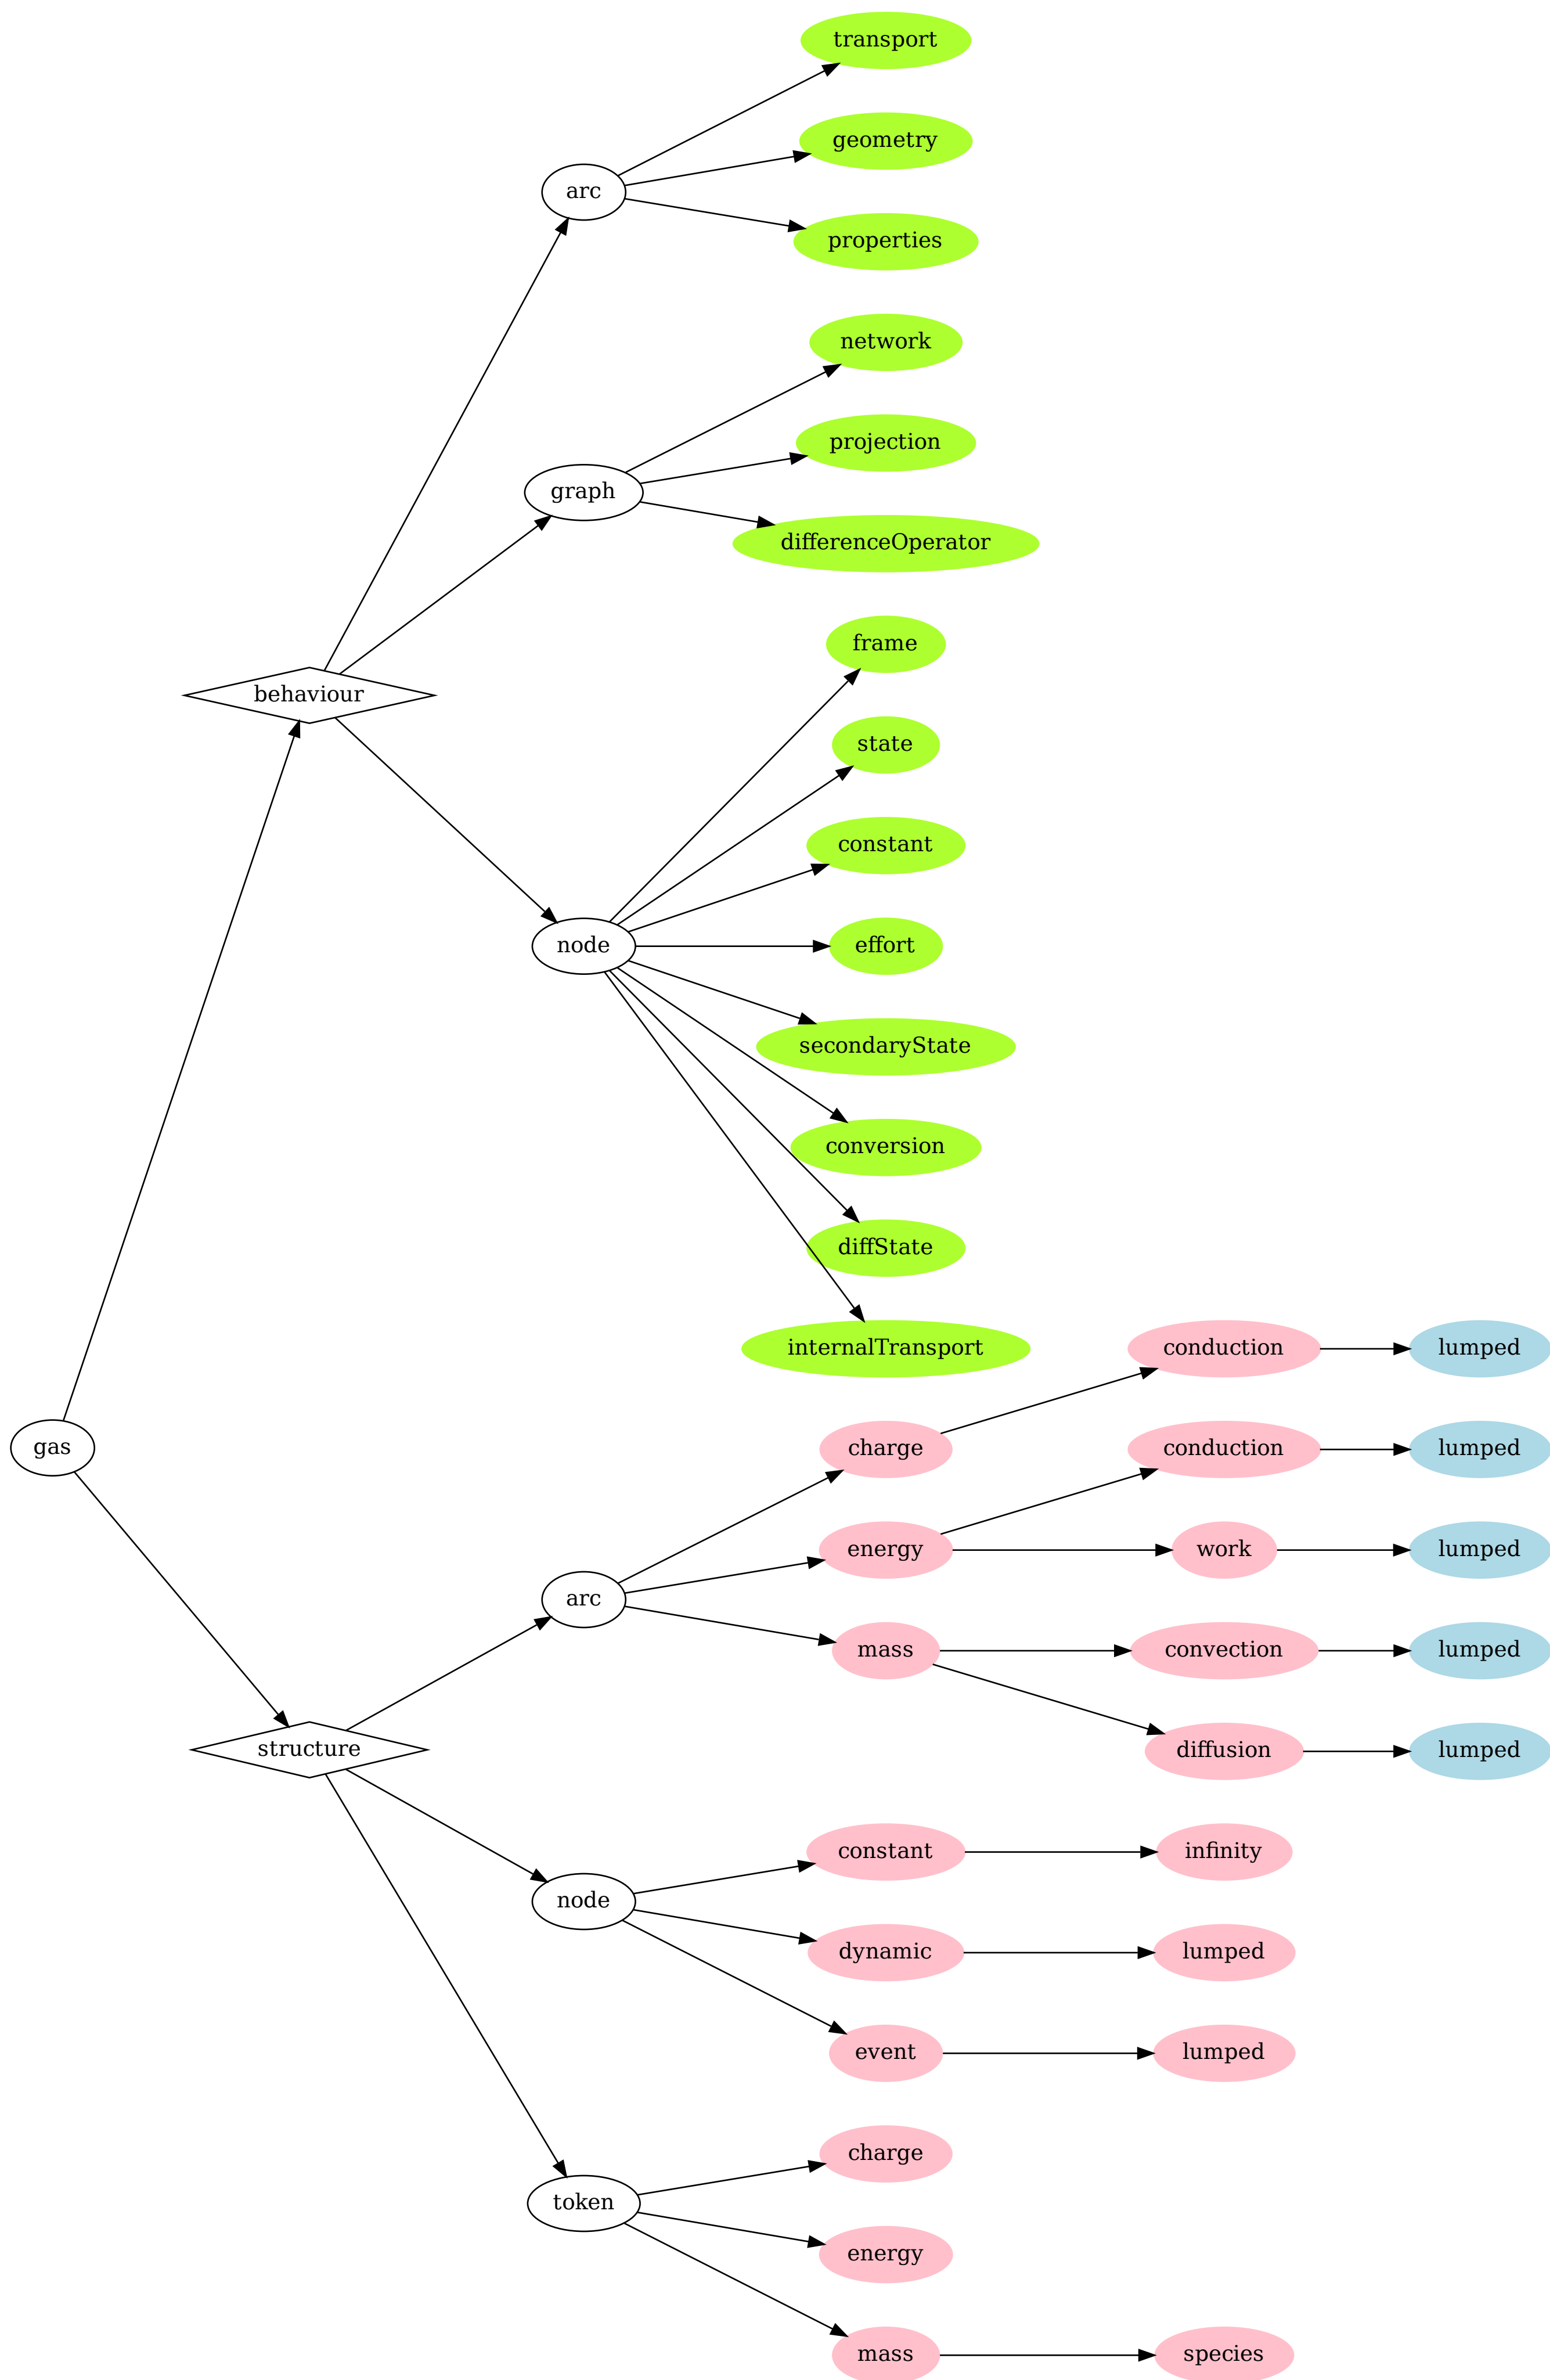 transport
geometry
arc
properties
network
projection
graph
differenceOperator
frame
behaviour
state
constant
node
effort
secondaryState
conversion
diffState
internalTransport
conduction
lumped
gas
charge
conduction
lumped
energy
work
lumped
arc
mass
convection
lumped
structure
diffusion
lumped
constant
infinity
node
dynamic
lumped
event
lumped
charge
token
energy
mass
species